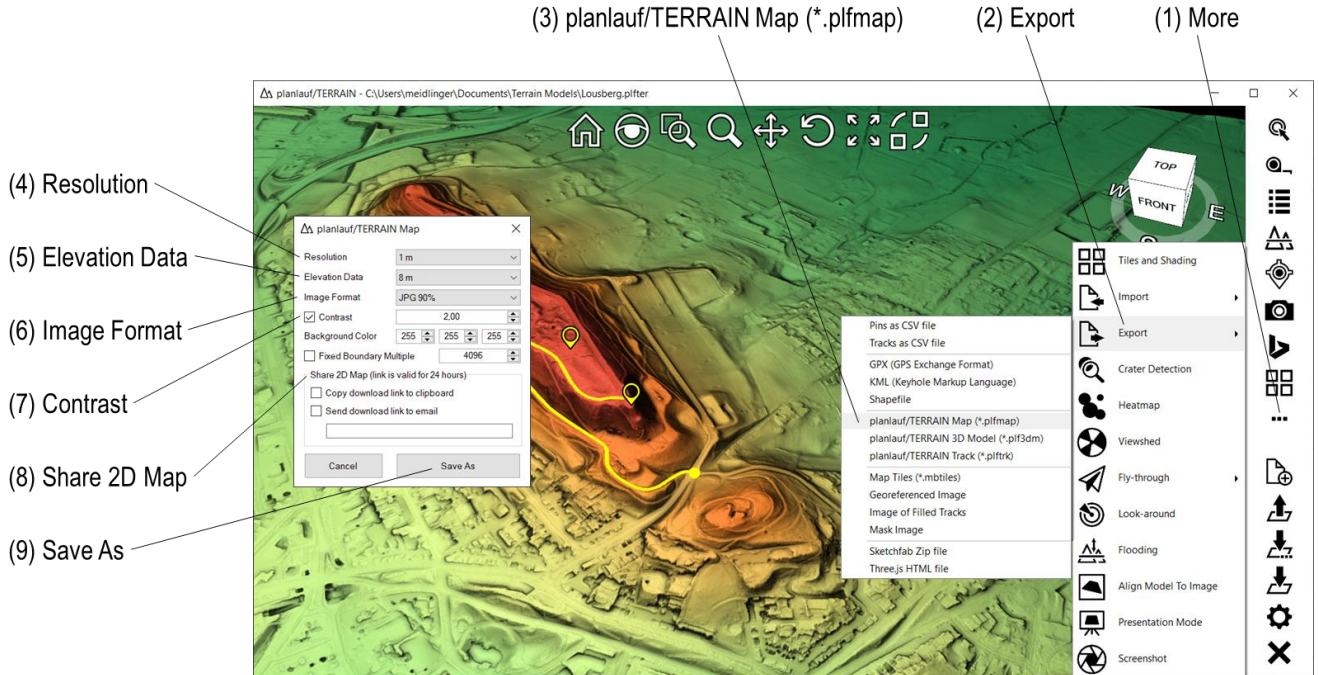 (3) planlauf/TERRAIN Map (*.plfmap)
(2) Export
(1) More
planlauf/TERRAIN - C:\Users\meidlinger\Documents\Terrain Models\Lousberg.plfter
TOP
FRONT
W
E
(4) Resolution
(5) Elevation Data
(6) Image Format
(7) Contrast
(8) Share 2D Map
(9) Save As
planlauf/TERRAIN Map
Resolution 1 m
Elevation Data 8 m
Image Format JPG 90%
Contrast 2,00
Background Color 255 255 255
Fixed Boundary Multiple 4096
Share 2D Map (link is valid for 24 hours)
Copy download link to clipboard
Send download link to email
Cancel Save As
Pins as CSV file
Tracks as CSV file
GPX (GPS Exchange Format)
KML (Keyhole Markup Language)
Shapefile
planlauf/TERRAIN Map (*.plfmap)
planlauf/TERRAIN 3D Model (*.plf3dm)
planlauf/TERRAIN Track (*.plftrk)
Map Tiles (*.mbtiles)
Georeferenced Image
Image of Filled Tracks
Mask Image
Sketchfab Zip file
Three.js HTML file
Tiles and Shading
Import
Export
Crater Detection
Heatmap
Viewshed
Fly-through
Look-around
Flooding
Align Model To Image
Presentation Mode
Screenshot